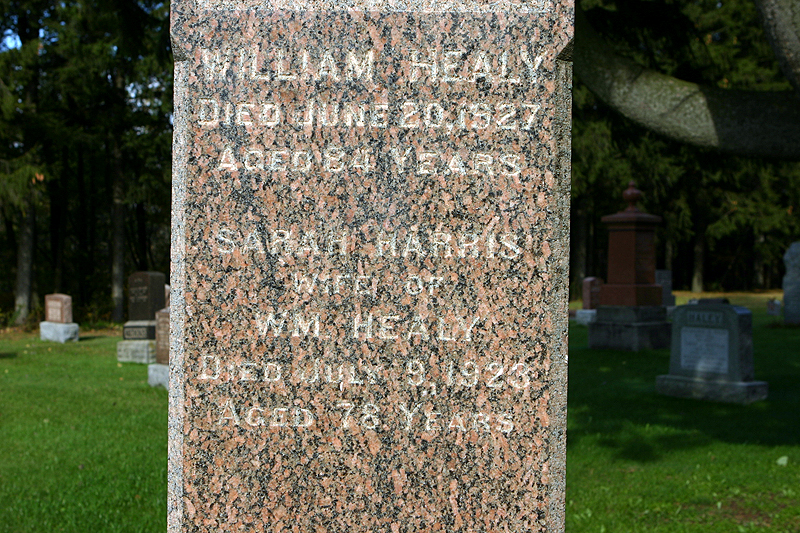 WILLIAM HEALY
DIED JUNE 20, 1927
AGED 84 YEARS
SARAH HARRIS
WIFE OF
WM. HEALY
DIED JULY 9, 1923
AGED 78 YEARS
HALEY